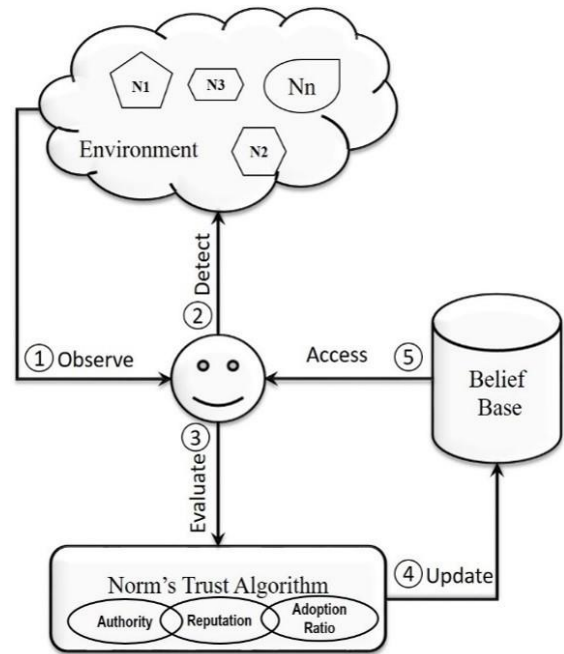 N1
N3
Nn
Environment
N2
② Detect
① Observe
Access ⑤
Belief
Base
③
Evaluate
Norm's Trust Algorithm
④ Update
Authority
Reputation
Adoption
Ratio